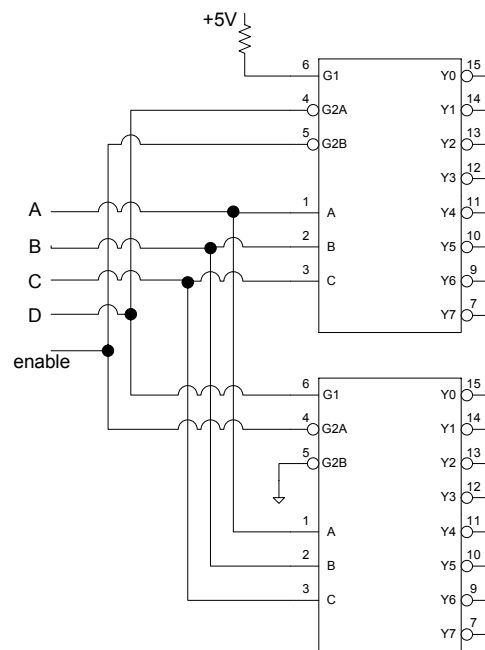 +5V
6 G1 Y0 15
4 G2A Y1 14
5 G2B Y2 13
Y3 12
A 1 A Y4 11
B 2 B Y5 10
C 3 C Y6 9
D Y7 7
enable
6 G1 Y0 15
4 G2A Y1 14
5 G2B Y2 13
Y3 12
1 A Y4 11
2 B Y5 10
3 C Y6 9
Y7 7